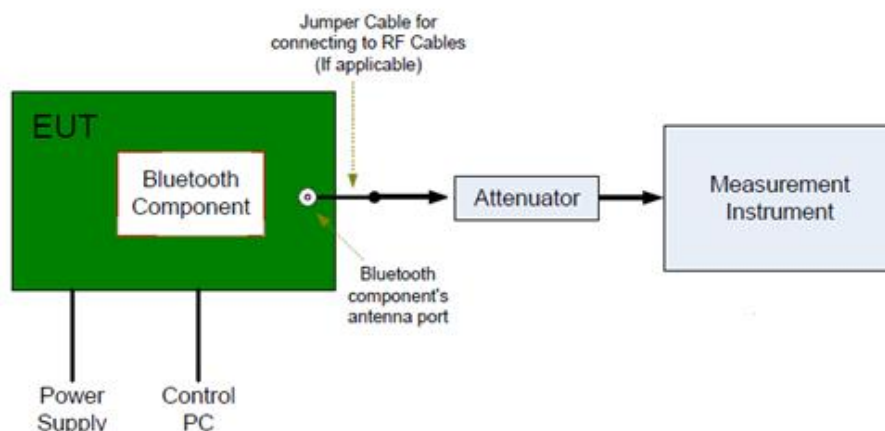 Jumper Cable for
connecting to RF Cables
(If applicable)
EUT
Bluetooth
Component
Attenuator
Measurement
Instrument
Bluetooth
component's
antenna port
Power
Supply
Control
PC